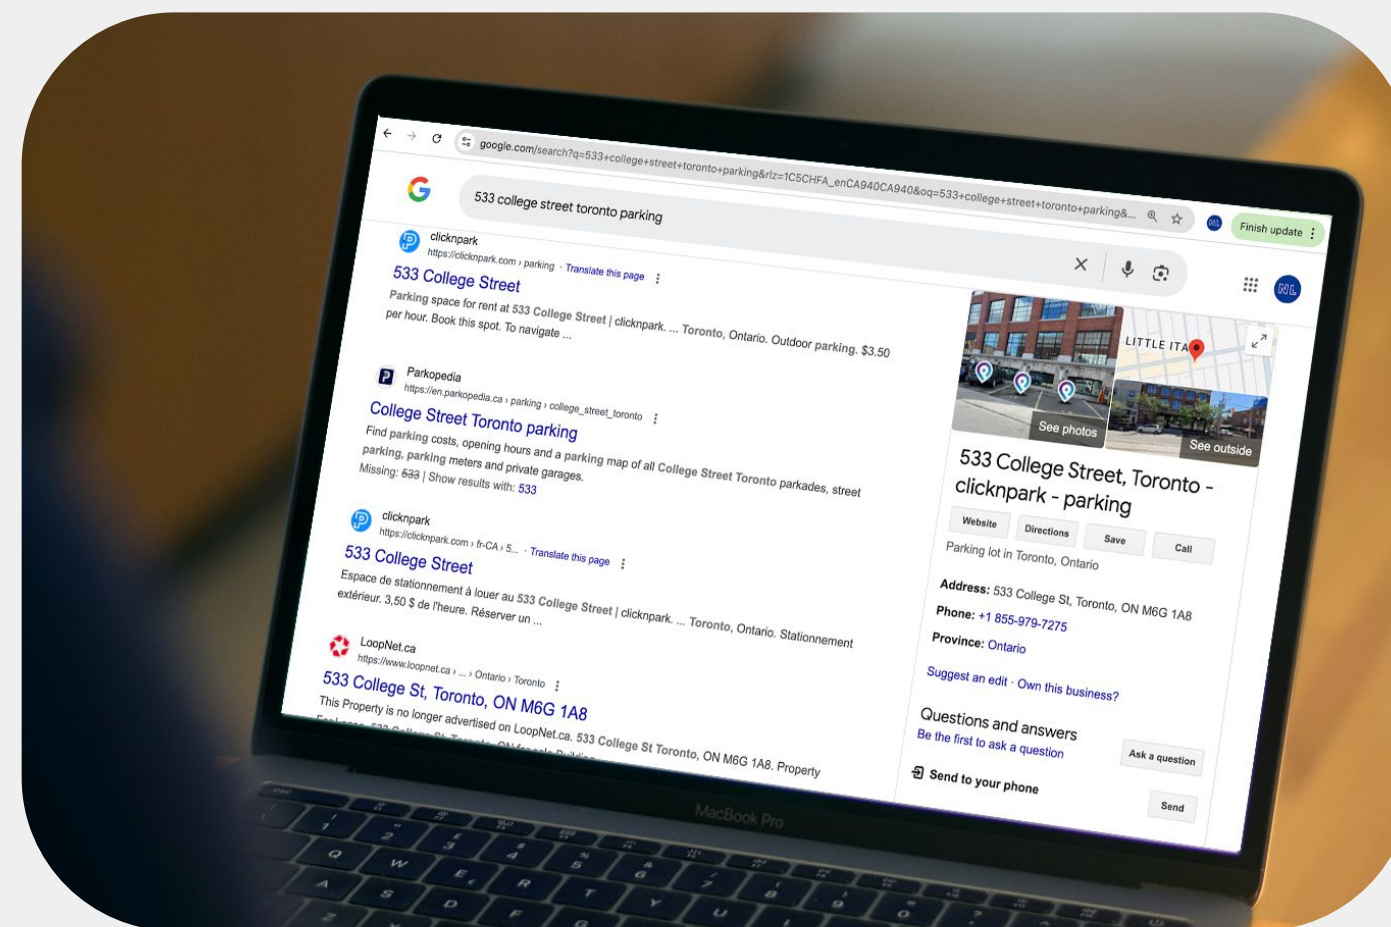 google.com/search?q=533+college+street+toronto+parking&rlz=1C5CHFA_enCA940CA940&oq=533+college+street+toronto+parking&...
Finish update
533 college street toronto parking
NL
clicknpark
https://clicknpark.com › parking · Translate this page
533 College Street
Parking space for rent at 533 College Street | clicknpark. ... Toronto, Ontario. Outdoor parking. $3.50
per hour. Book this spot. To navigate ...
Parkopedia
https://en.parkopedia.ca › parking › college_street_toronto
College Street Toronto parking
Find parking costs, opening hours and a parking map of all College Street Toronto parkades, street
parking, parking meters and private garages.
Missing: 533 | Show results with: 533
clicknpark
https://clicknpark.com › fr-CA › 5... · Translate this page
533 College Street
Espace de stationnement à louer au 533 College Street | clicknpark. ... Toronto, Ontario. Stationnement
extérieur. 3,50 $ de l'heure. Réserver un ...
LoopNet.ca
https://www.loopnet.ca › ... › Ontario › Toronto
533 College St, Toronto, ON M6G 1A8
This Property is no longer advertised on LoopNet.ca. 533 College St Toronto, ON M6G 1A8. Property
LITTLE ITA
See photos
See outside
533 College Street, Toronto -
clicknpark - parking
Website
Directions
Save
Call
Parking lot in Toronto, Ontario
Address: 533 College St, Toronto, ON M6G 1A8
Phone: +1 855-979-7275
Province: Ontario
Suggest an edit · Own this business?
Questions and answers
Be the first to ask a question
Ask a question
Send to your phone
Send
MacBook Pro
1 2 3 4 5 6 7 8 9 0
Q W E R T Y U
A S D F G
Z